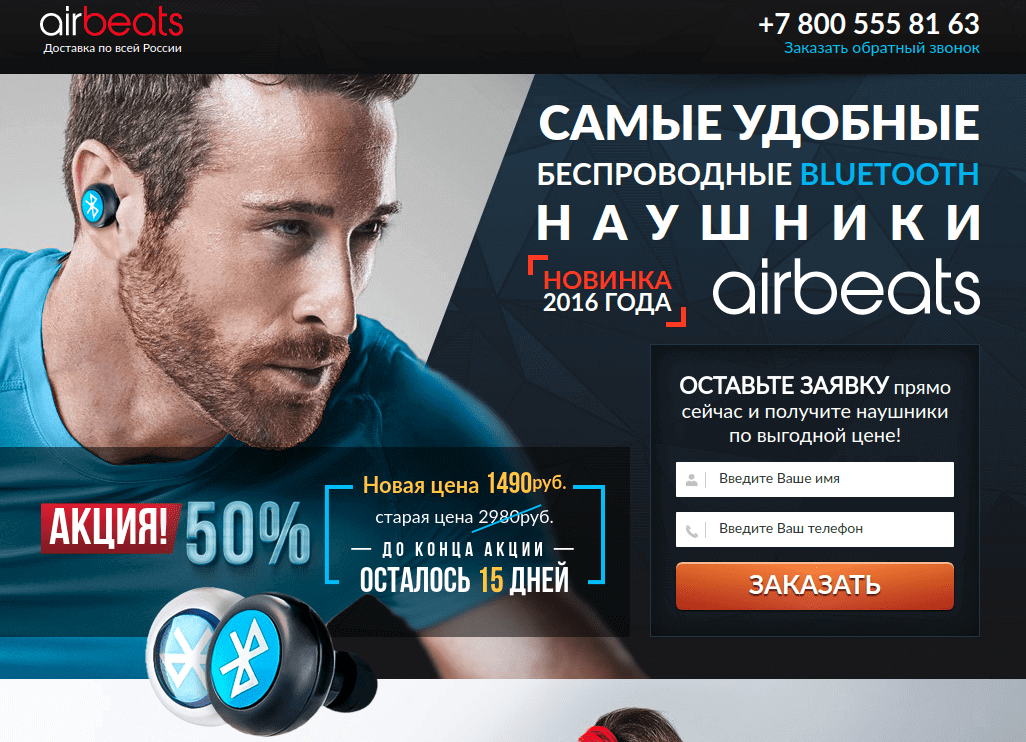 airbeats
Доставка по всей России
+7 800 555 81 63
Заказать обратный звонок
САМЫЕ УДОБНЫЕ
БЕСПРОВОДНЫЕ BLUETOOTH
НАУШНИКИ
НОВИНКА
2016 ГОДА
airbeats
ОСТАВЬТЕ ЗАЯВКУ прямо
сейчас и получите наушники
по выгодной цене!
Введите Ваше имя
Введите Ваш телефон
ЗАКАЗАТЬ
АКЦИЯ! 50%
Новая цена 1490руб.
старая цена 2980руб.
ДО КОНЦА АКЦИИ
ОСТАЛОСЬ 15 ДНЕЙ